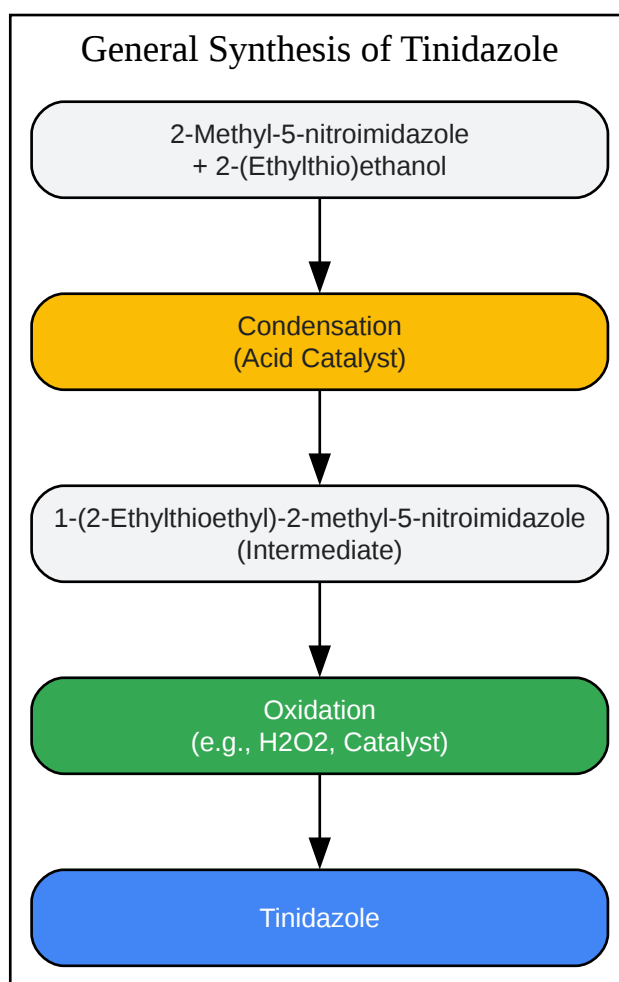 General Synthesis of Tinidazole
2-Methyl-5-nitroimidazole
+ 2-(Ethylthio)ethanol
Condensation
(Acid Catalyst)
1-(2-Ethylthioethyl)-2-methyl-5-nitroimidazole
(Intermediate)
Oxidation
(e.g., H2O2, Catalyst)
Tinidazole